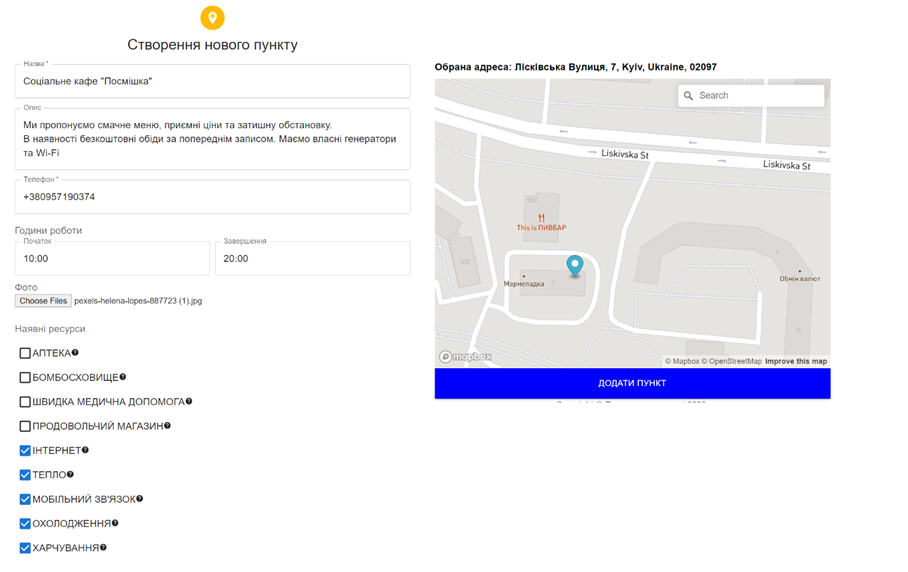 Створення нового пункту
Назва *
Соціальне кафе "Посмішка"
Опис
Ми пропонуємо смачне меню, приємні ціни та затишну обстановку.
В наявності безкоштовні обіди за попереднім записом. Маємо власні генератори
та Wi-Fi
Телефон *
+380957190374
Години роботи
Початок
10:00
Завершення
20:00
Фото
Choose Files pexels-helena-lopes-887723 (1).jpg
Наявні ресурси
АПТЕКА
БОМБОСХОВИЩЕ
ШВИДКА МЕДИЧНА ДОПОМОГА
ПРОДОВОЛЬЧИЙ МАГАЗИН
ІНТЕРНЕТ
ТЕПЛО
МОБІЛЬНИЙ ЗВ'ЯЗОК
ОХОЛОДЖЕННЯ
ХАРЧУВАННЯ
Обрана адреса: Лісківська Вулиця, 7, Kyiv, Ukraine, 02097
Search
Liskivska St
Liskivska St
This is ПИВБАР
Мармеладка
7
Обмін валют
mapbox
© Mapbox © OpenStreetMap Improve this map
ДОДАТИ ПУНКТ